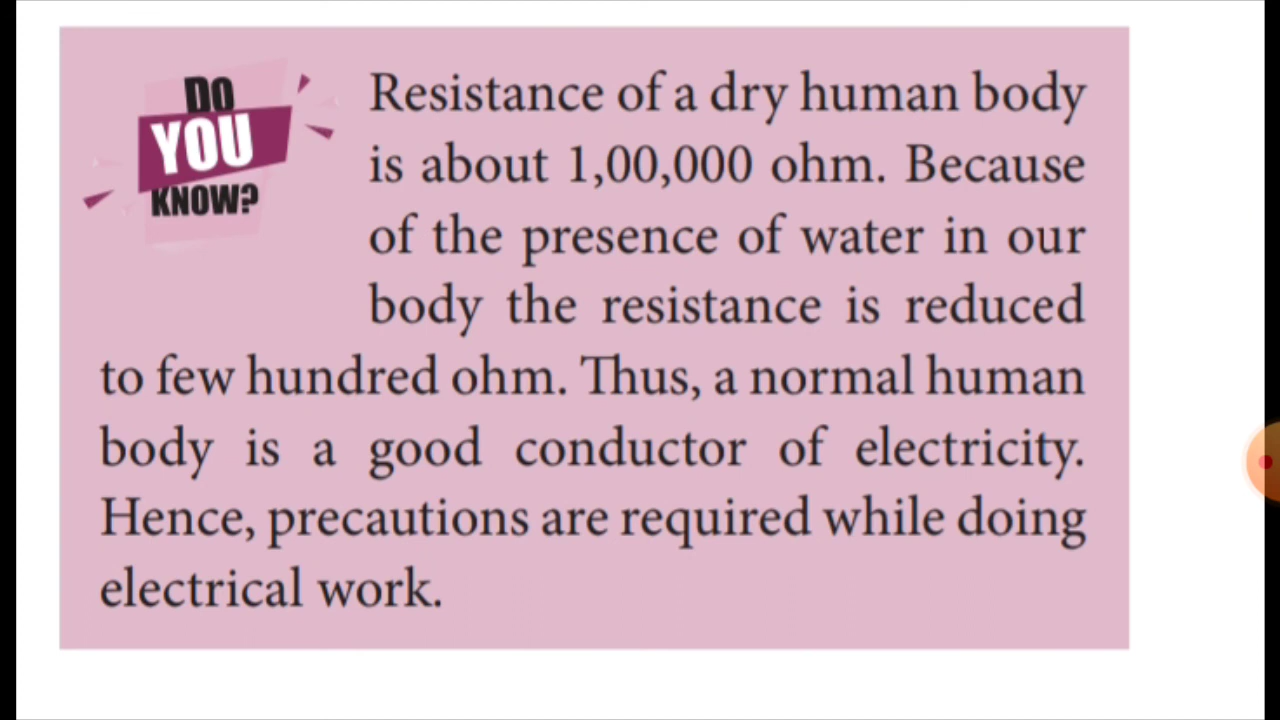 DO
YOU
KNOW?
Resistance of a dry human body
is about 1,00,000 ohm. Because
of the presence of water in our
body the resistance is reduced
to few hundred ohm. Thus, a normal human
body is a good conductor of electricity.
Hence, precautions are required while doing
electrical work.